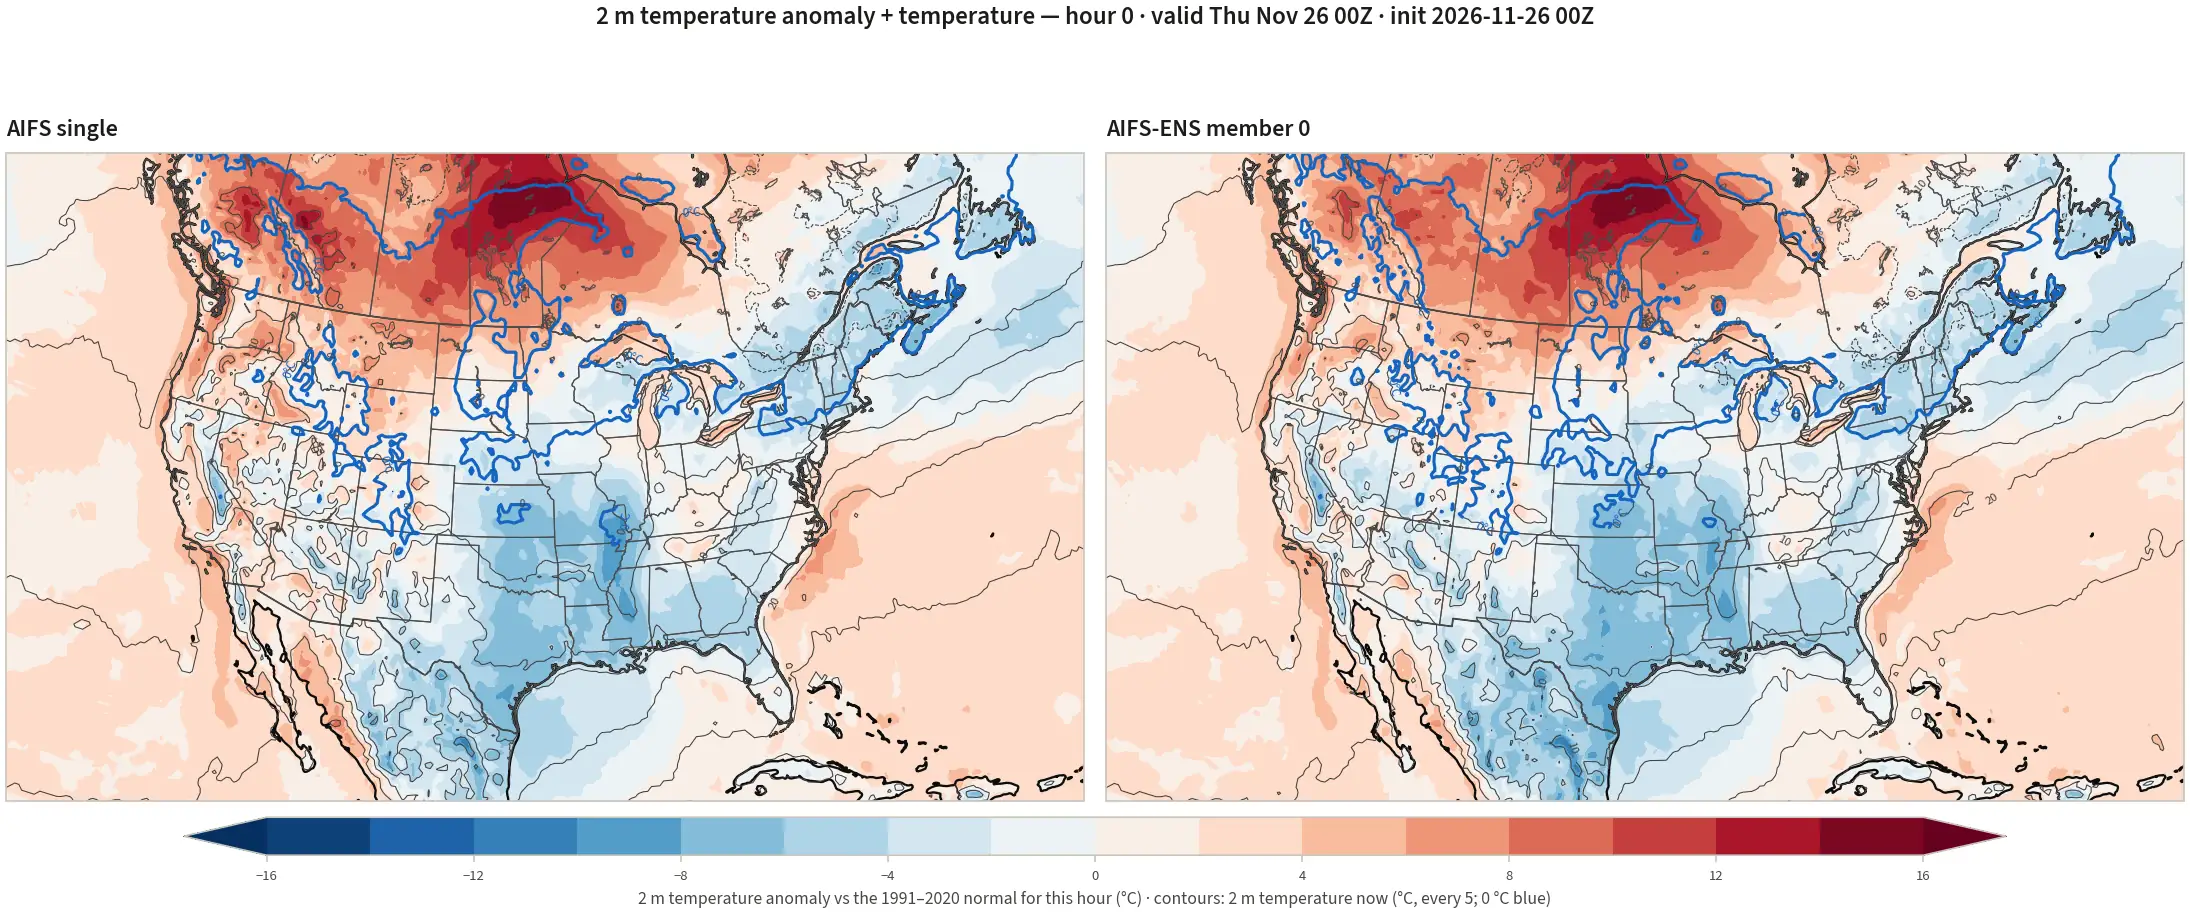 2 m temperature anomaly + temperature — hour 0 · valid Thu Nov 26 00Z · init 2026-11-26 00Z
AIFS single
AIFS-ENS member 0
−16 −12 −8 −4 0 4 8 12 16
2 m temperature anomaly vs the 1991–2020 normal for this hour (°C) · contours: 2 m temperature now (°C, every 5; 0 °C blue)